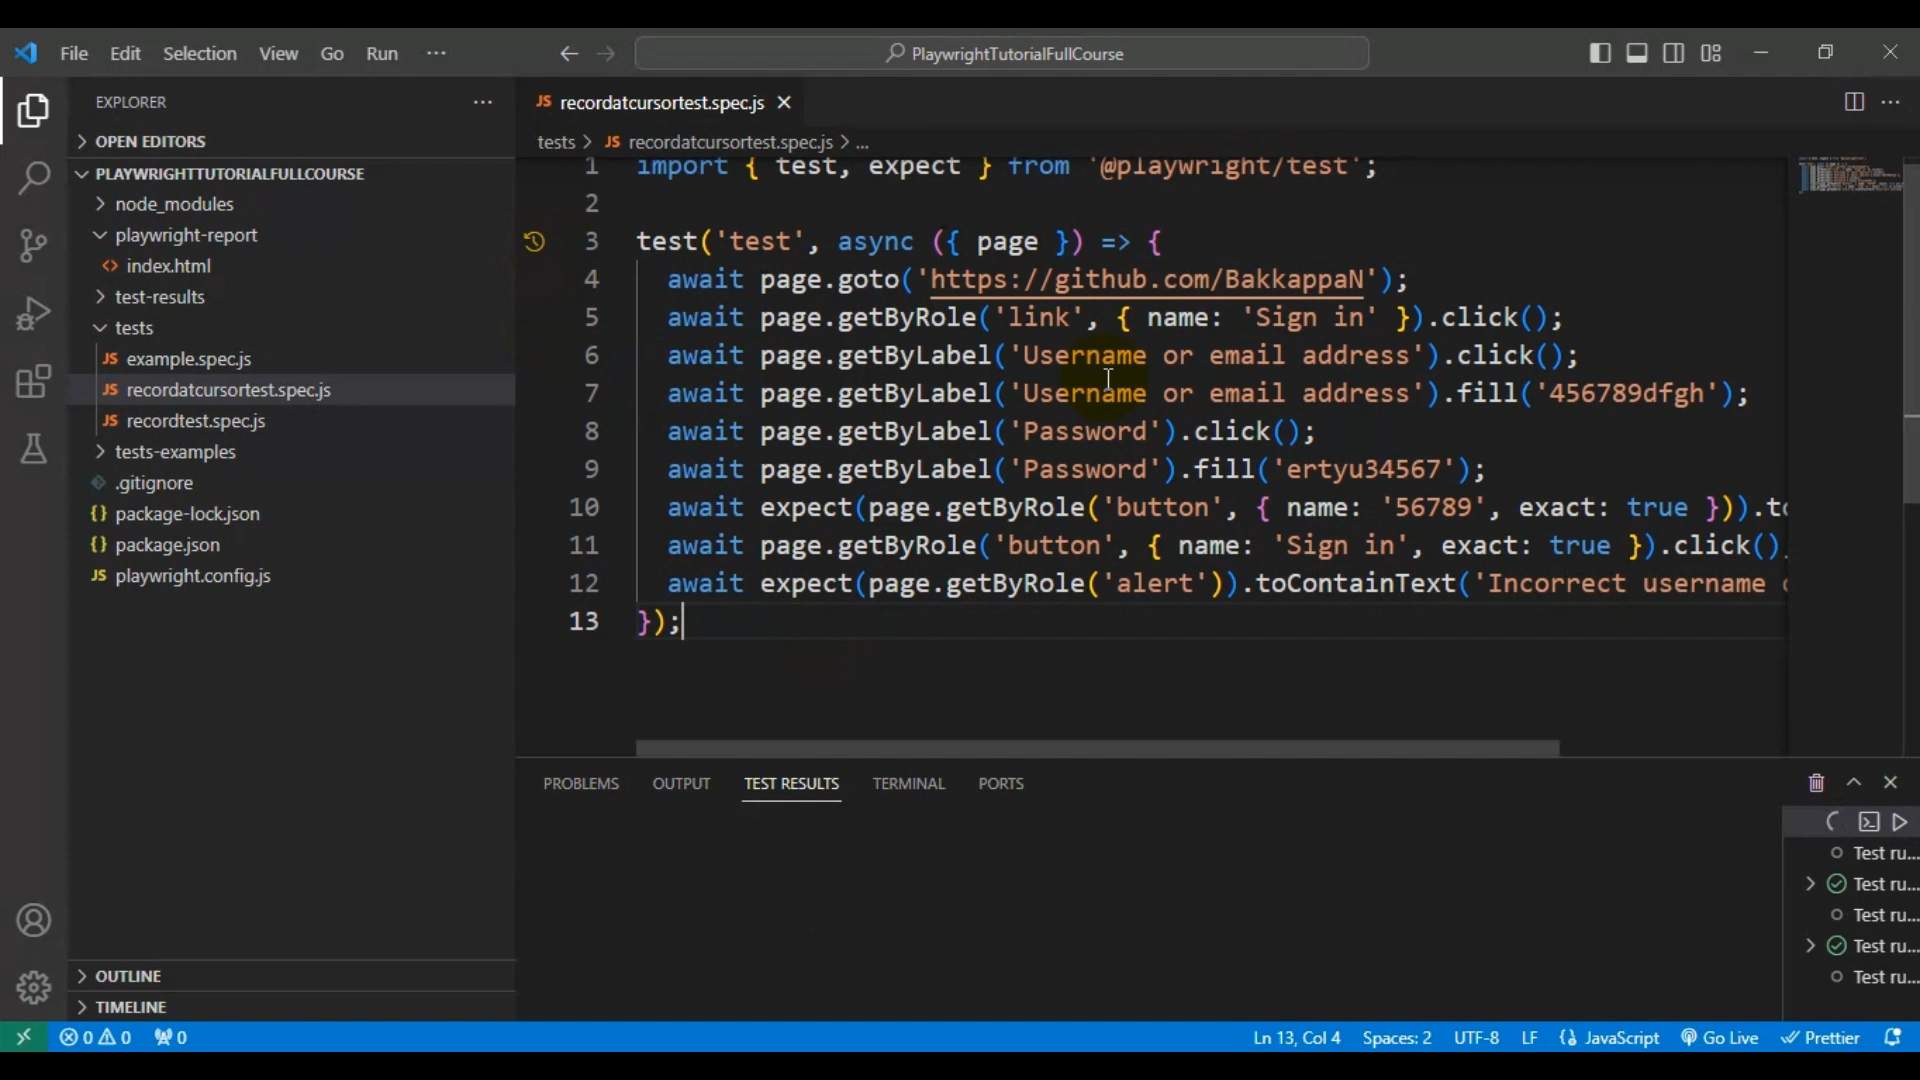 File Edit Selection View Go Run ...
PlaywrightTutorialFullCourse
EXPLORER
OPEN EDITORS
PLAYWRIGHTTUTORIALFULLCOURSE
node_modules
playwright-report
<> index.html
test-results
tests
JS example.spec.js
JS recordatcursortest.spec.js
JS recordtest.spec.js
tests-examples
.gitignore
{} package-lock.json
{} package.json
JS playwright.config.js
OUTLINE
TIMELINE
JS recordatcursortest.spec.js
tests > JS recordatcursortest.spec.js > ...
1 import { test, expect } from '@playwright/test';
2
3 test('test', async ({ page }) => {
4 await page.goto('https://github.com/BakkappaN');
5 await page.getByRole('link', { name: 'Sign in' }).click();
6 await page.getByLabel('Username or email address').click();
7 await page.getByLabel('Username or email address').fill('456789dfgh');
8 await page.getByLabel('Password').click();
9 await page.getByLabel('Password').fill('ertyu34567');
10 await expect(page.getByRole('button', { name: '56789', exact: true })).to
11 await page.getByRole('button', { name: 'Sign in', exact: true }).click()
12 await expect(page.getByRole('alert')).toContainText('Incorrect username
13 });
PROBLEMS OUTPUT TEST RESULTS TERMINAL PORTS
Test ru...
Test ru...
Test ru...
Test ru...
Test ru...
0 0 0
Ln 13, Col 4 Spaces: 2 UTF-8 LF JavaScript Go Live Prettier